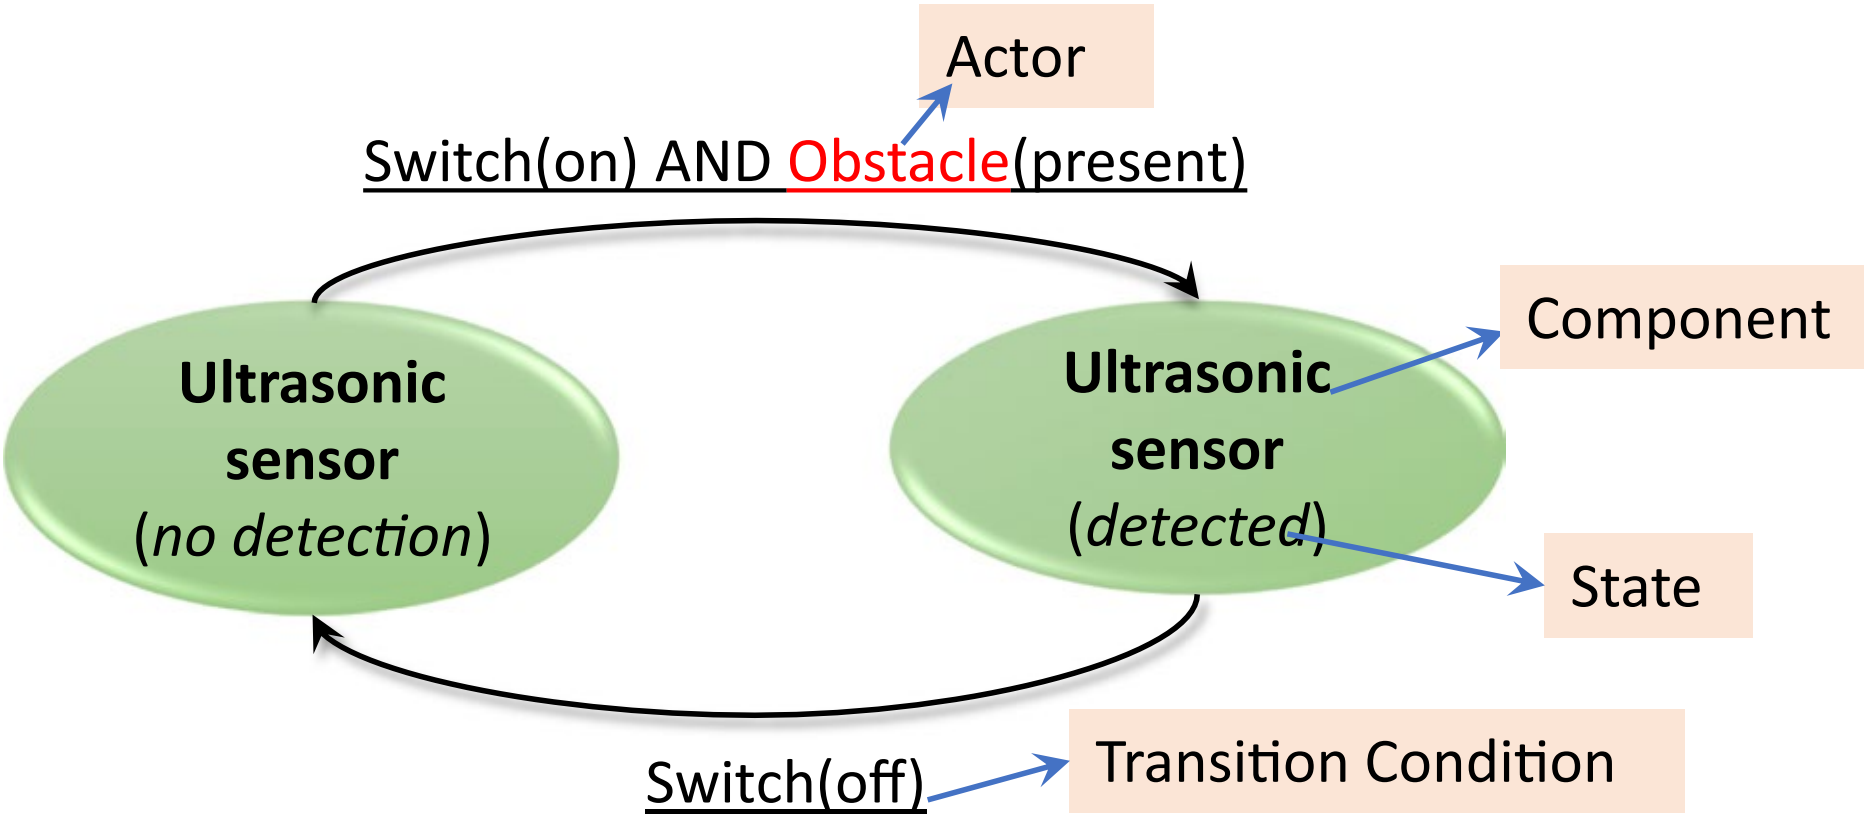 Actor
Switch(on) AND Obstacle(present)
Component
Ultrasonic
sensor
(no detection)
Ultrasonic
sensor
(detected)
State
Transition Condition
Switch(off)